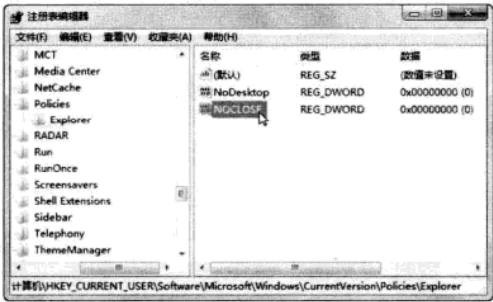 注册表编辑器
文件(F) 编辑(E) 查看(V) 收藏夹(A) 帮助(H)
MCT
Media Center
NetCache
Policies
Explorer
RADAR
Run
RunOnce
Screensavers
Shell Extensions
Sidebar
Telephony
ThemeManager
名称 类型 数据
ab (默认) REG_SZ (数值未设置)
NoDesktop REG_DWORD 0x00000000 (0)
NOCLOSE REG_DWORD 0x00000000 (0)
计算机\HKEY_CURRENT_USER\Software\Microsoft\Windows\CurrentVersion\Policies\Explorer